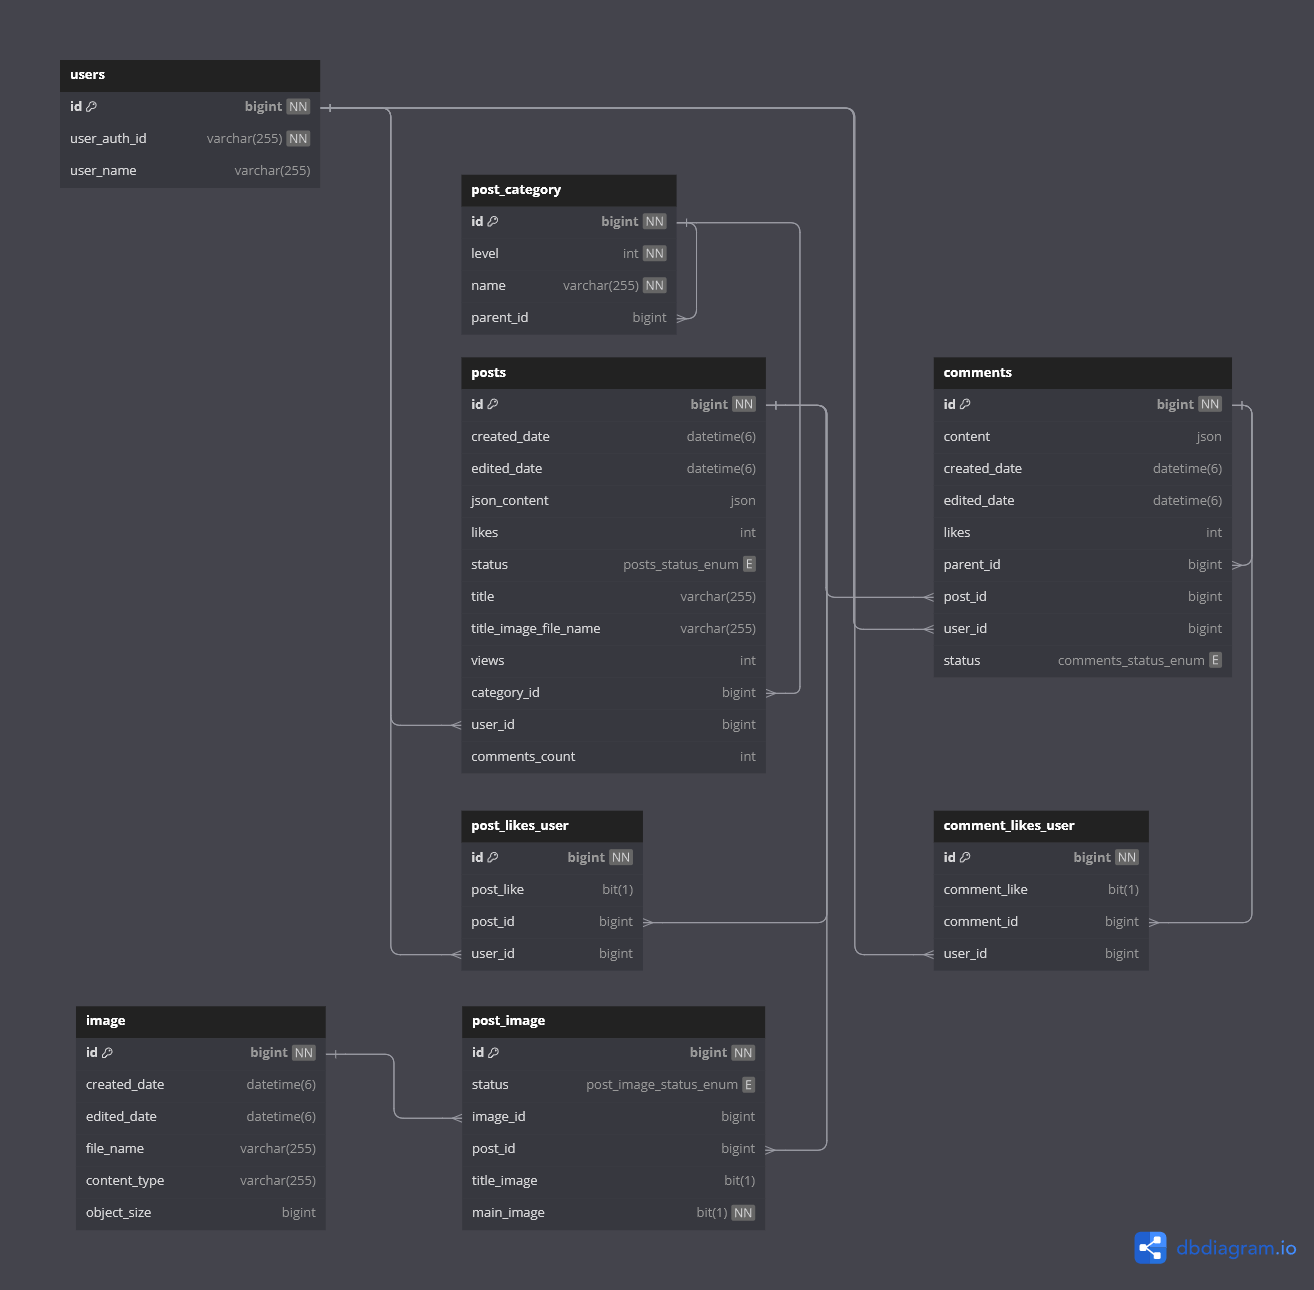 users
id bigint NN
user_auth_id varchar(255) NN
user_name varchar(255)
post_category
id bigint NN
level int NN
name varchar(255) NN
parent_id bigint
posts
id bigint NN
created_date datetime(6)
edited_date datetime(6)
json_content json
likes int
status posts_status_enum E
title varchar(255)
title_image_file_name varchar(255)
views int
category_id bigint
user_id bigint
comments_count int
comments
id bigint NN
content json
created_date datetime(6)
edited_date datetime(6)
likes int
parent_id bigint
post_id bigint
user_id bigint
status comments_status_enum E
post_likes_user
id bigint NN
post_like bit(1)
post_id bigint
user_id bigint
comment_likes_user
id bigint NN
comment_like bit(1)
comment_id bigint
user_id bigint
image
id bigint NN
created_date datetime(6)
edited_date datetime(6)
file_name varchar(255)
content_type varchar(255)
object_size bigint
post_image
id bigint NN
status post_image_status_enum E
image_id bigint
post_id bigint
title_image bit(1)
main_image bit(1) NN
dbdiagram.io